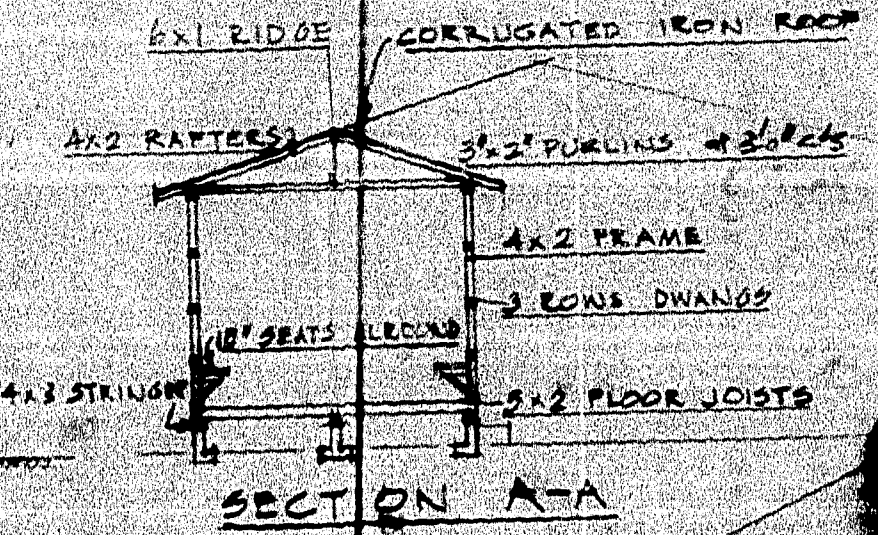 6x1 RIDGE
CORRUGATED IRON ROOF
4x2 RAFTERS
3"x2" PURLINS at 3'0" c/s
4x2 FRAME
3 ROWS DWANGS
12" SEATS ALROUND
4x3 STRINGER
5x2 FLOOR JOISTS
SECTION A-A